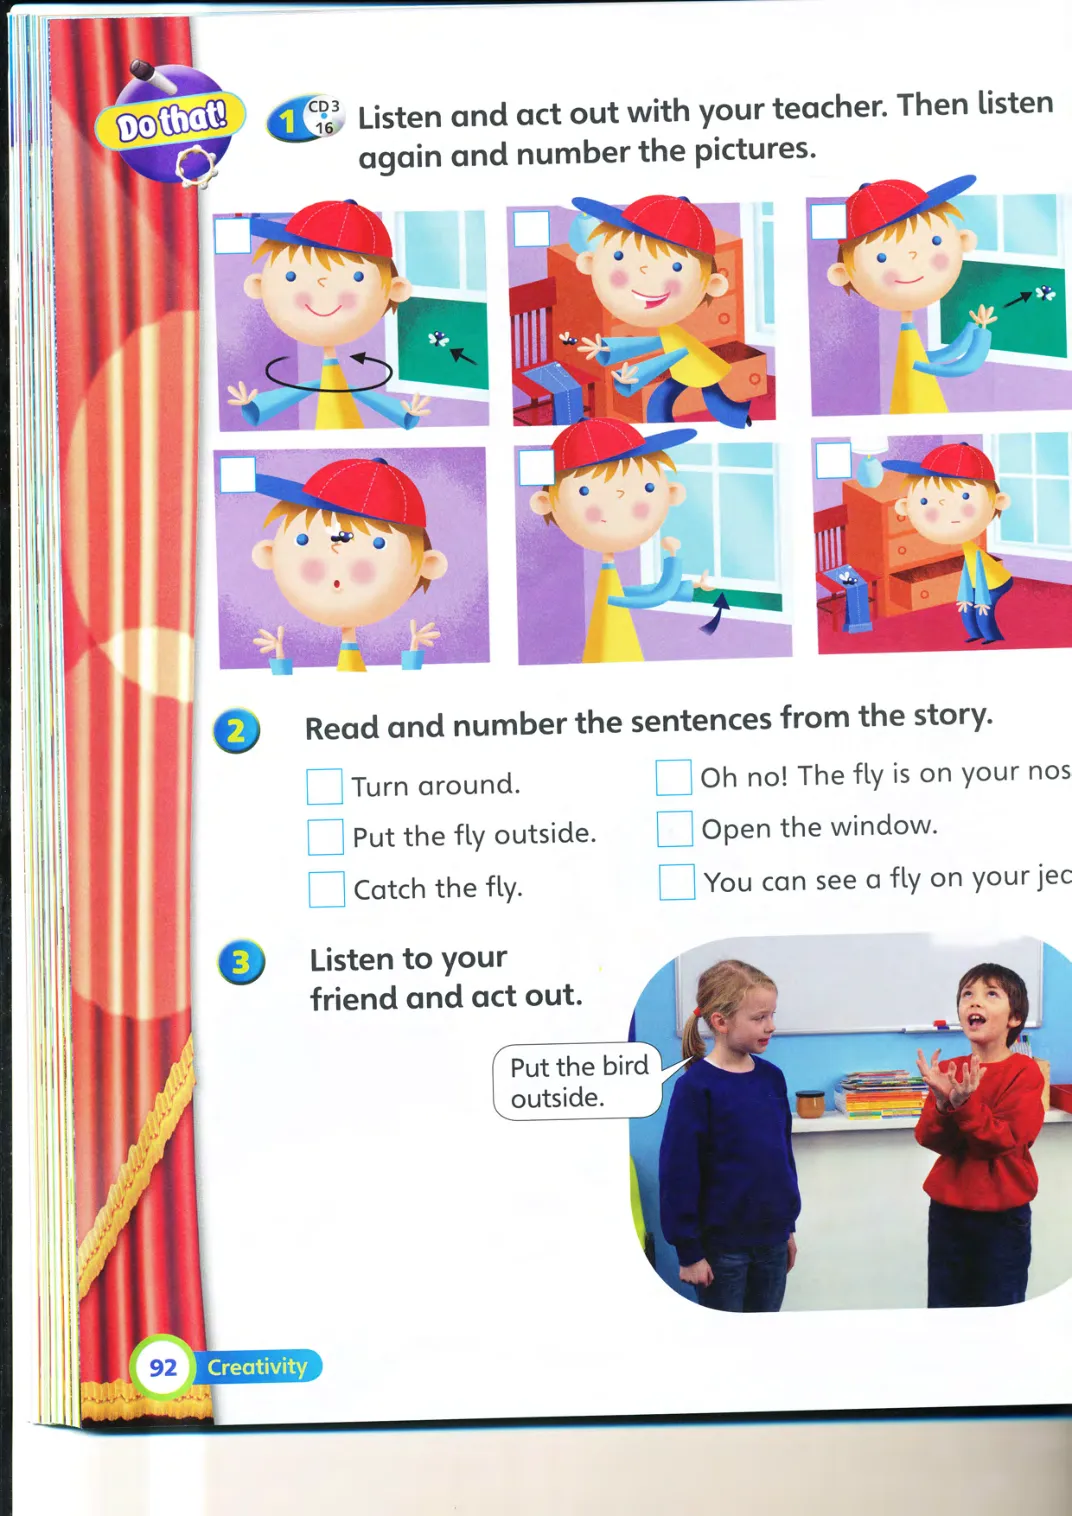 Do that!
1
CD3
16
Listen and act out with your teacher. Then listen
again and number the pictures.
2
Read and number the sentences from the story.
Turn around.
Oh no! The fly is on your nos
Put the fly outside.
Open the window.
Catch the fly.
You can see a fly on your jec
3
Listen to your
friend and act out.
Put the bird
outside.
92
Creativity